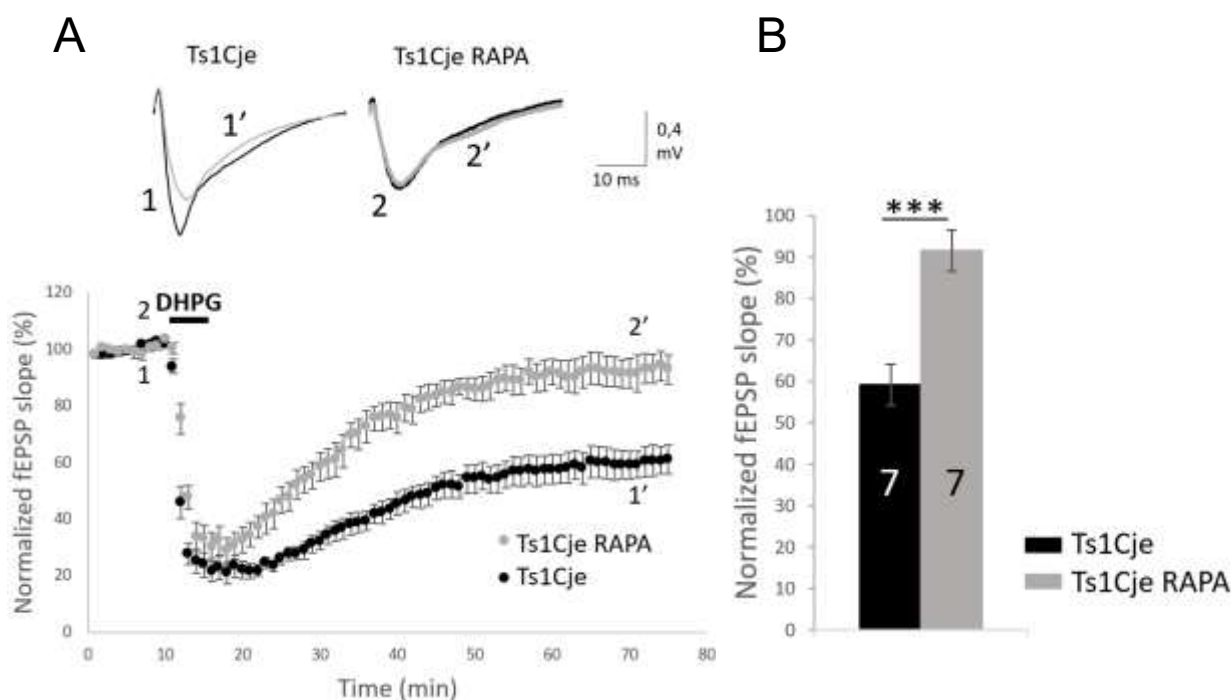 A
Ts1Cje
Ts1Cje RAPA
1
1’
2
2’
0,4
mV
10 ms
Normalized fEPSP slope (%)
120
100
80
60
40
20
0
2
DHPG
1
2’
1’
Ts1Cje RAPA
Ts1Cje
0 10 20 30 40 50 60 70 80
Time (min)
B
Normalized fEPSP slope (%)
100
90
80
70
60
50
40
30
20
10
0
***
7
7
Ts1Cje
Ts1Cje RAPA